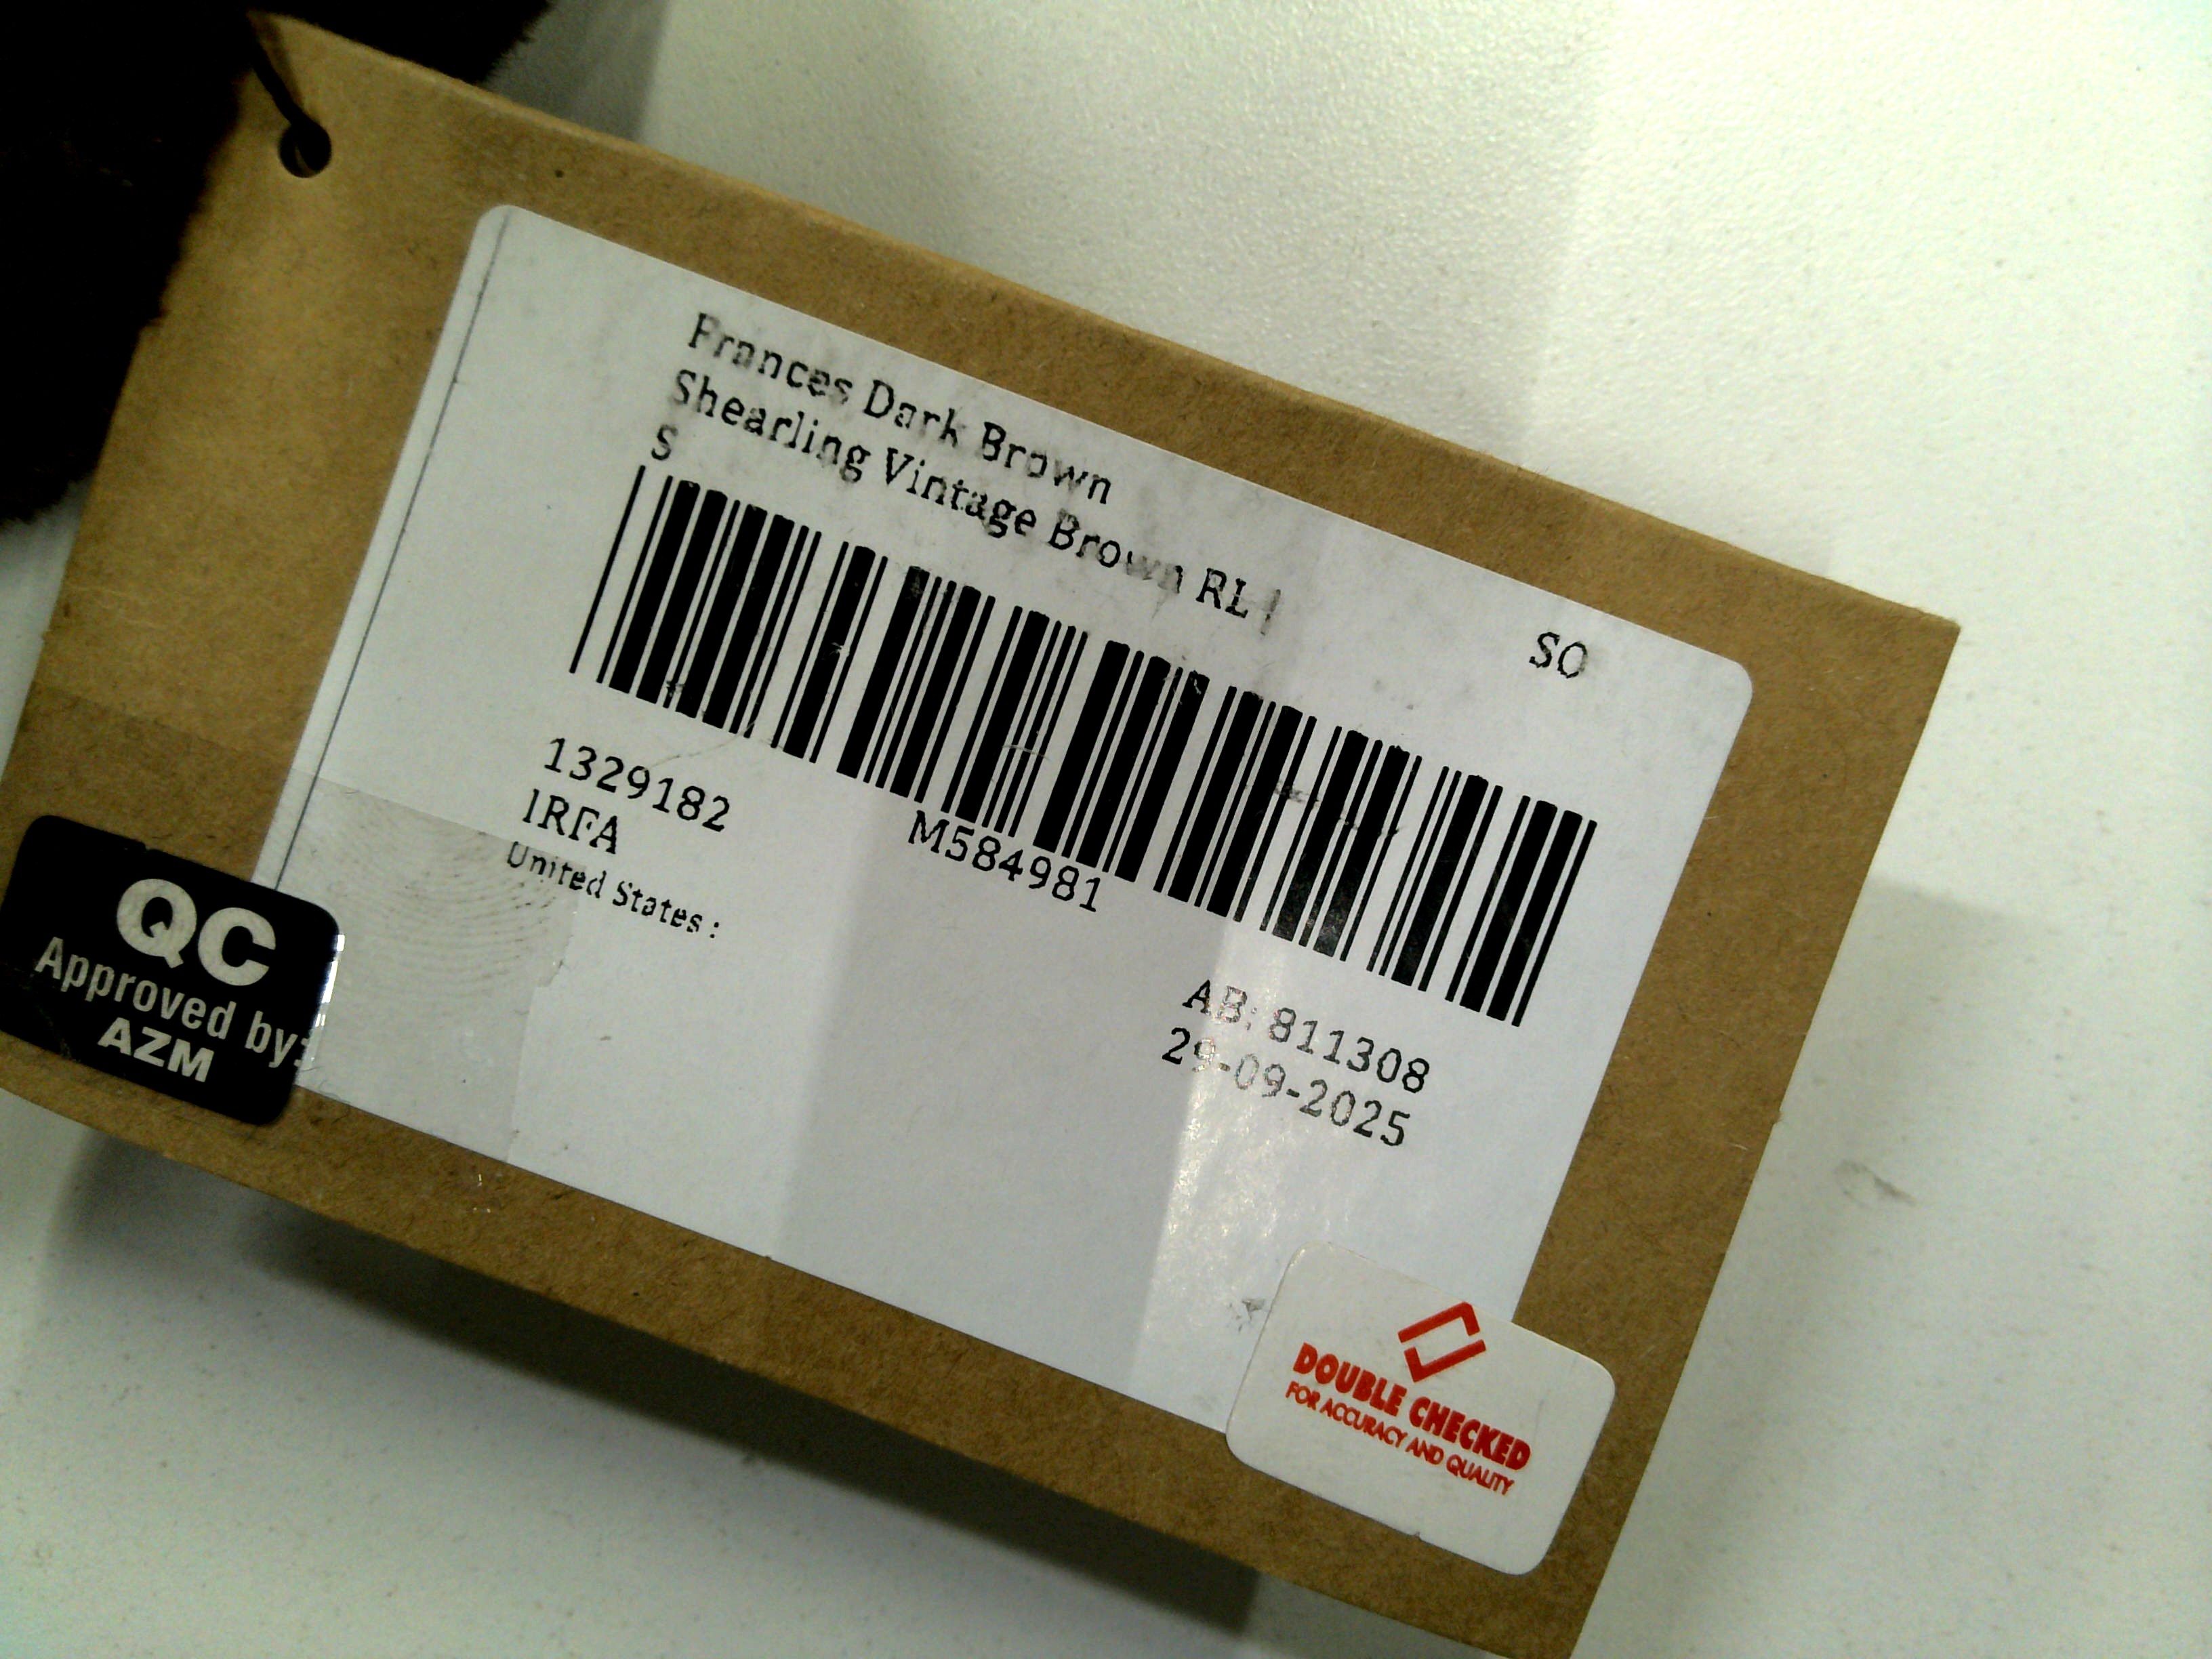 Frances Dark Brown
Shearling Vintage Brown RL |
S
SO
1329182
M584981
IRFA
United States :
AB: 811308
29-09-2025
QC
Approved by:
AZM
DOUBLE CHECKED
FOR ACCURACY AND QUALITY